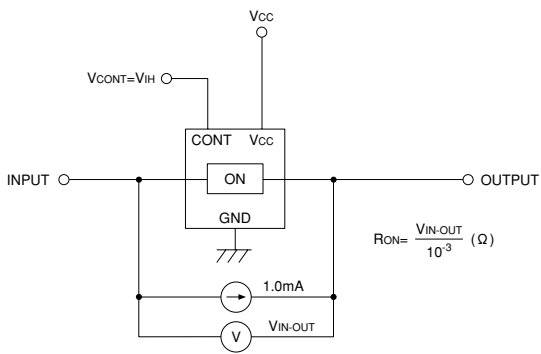 VCC
VCONT=VIH
CONT VCC
INPUT ON OUTPUT
GND
RON= VIN-OUT / 10-3 (Ω)
1.0mA
V VIN-OUT